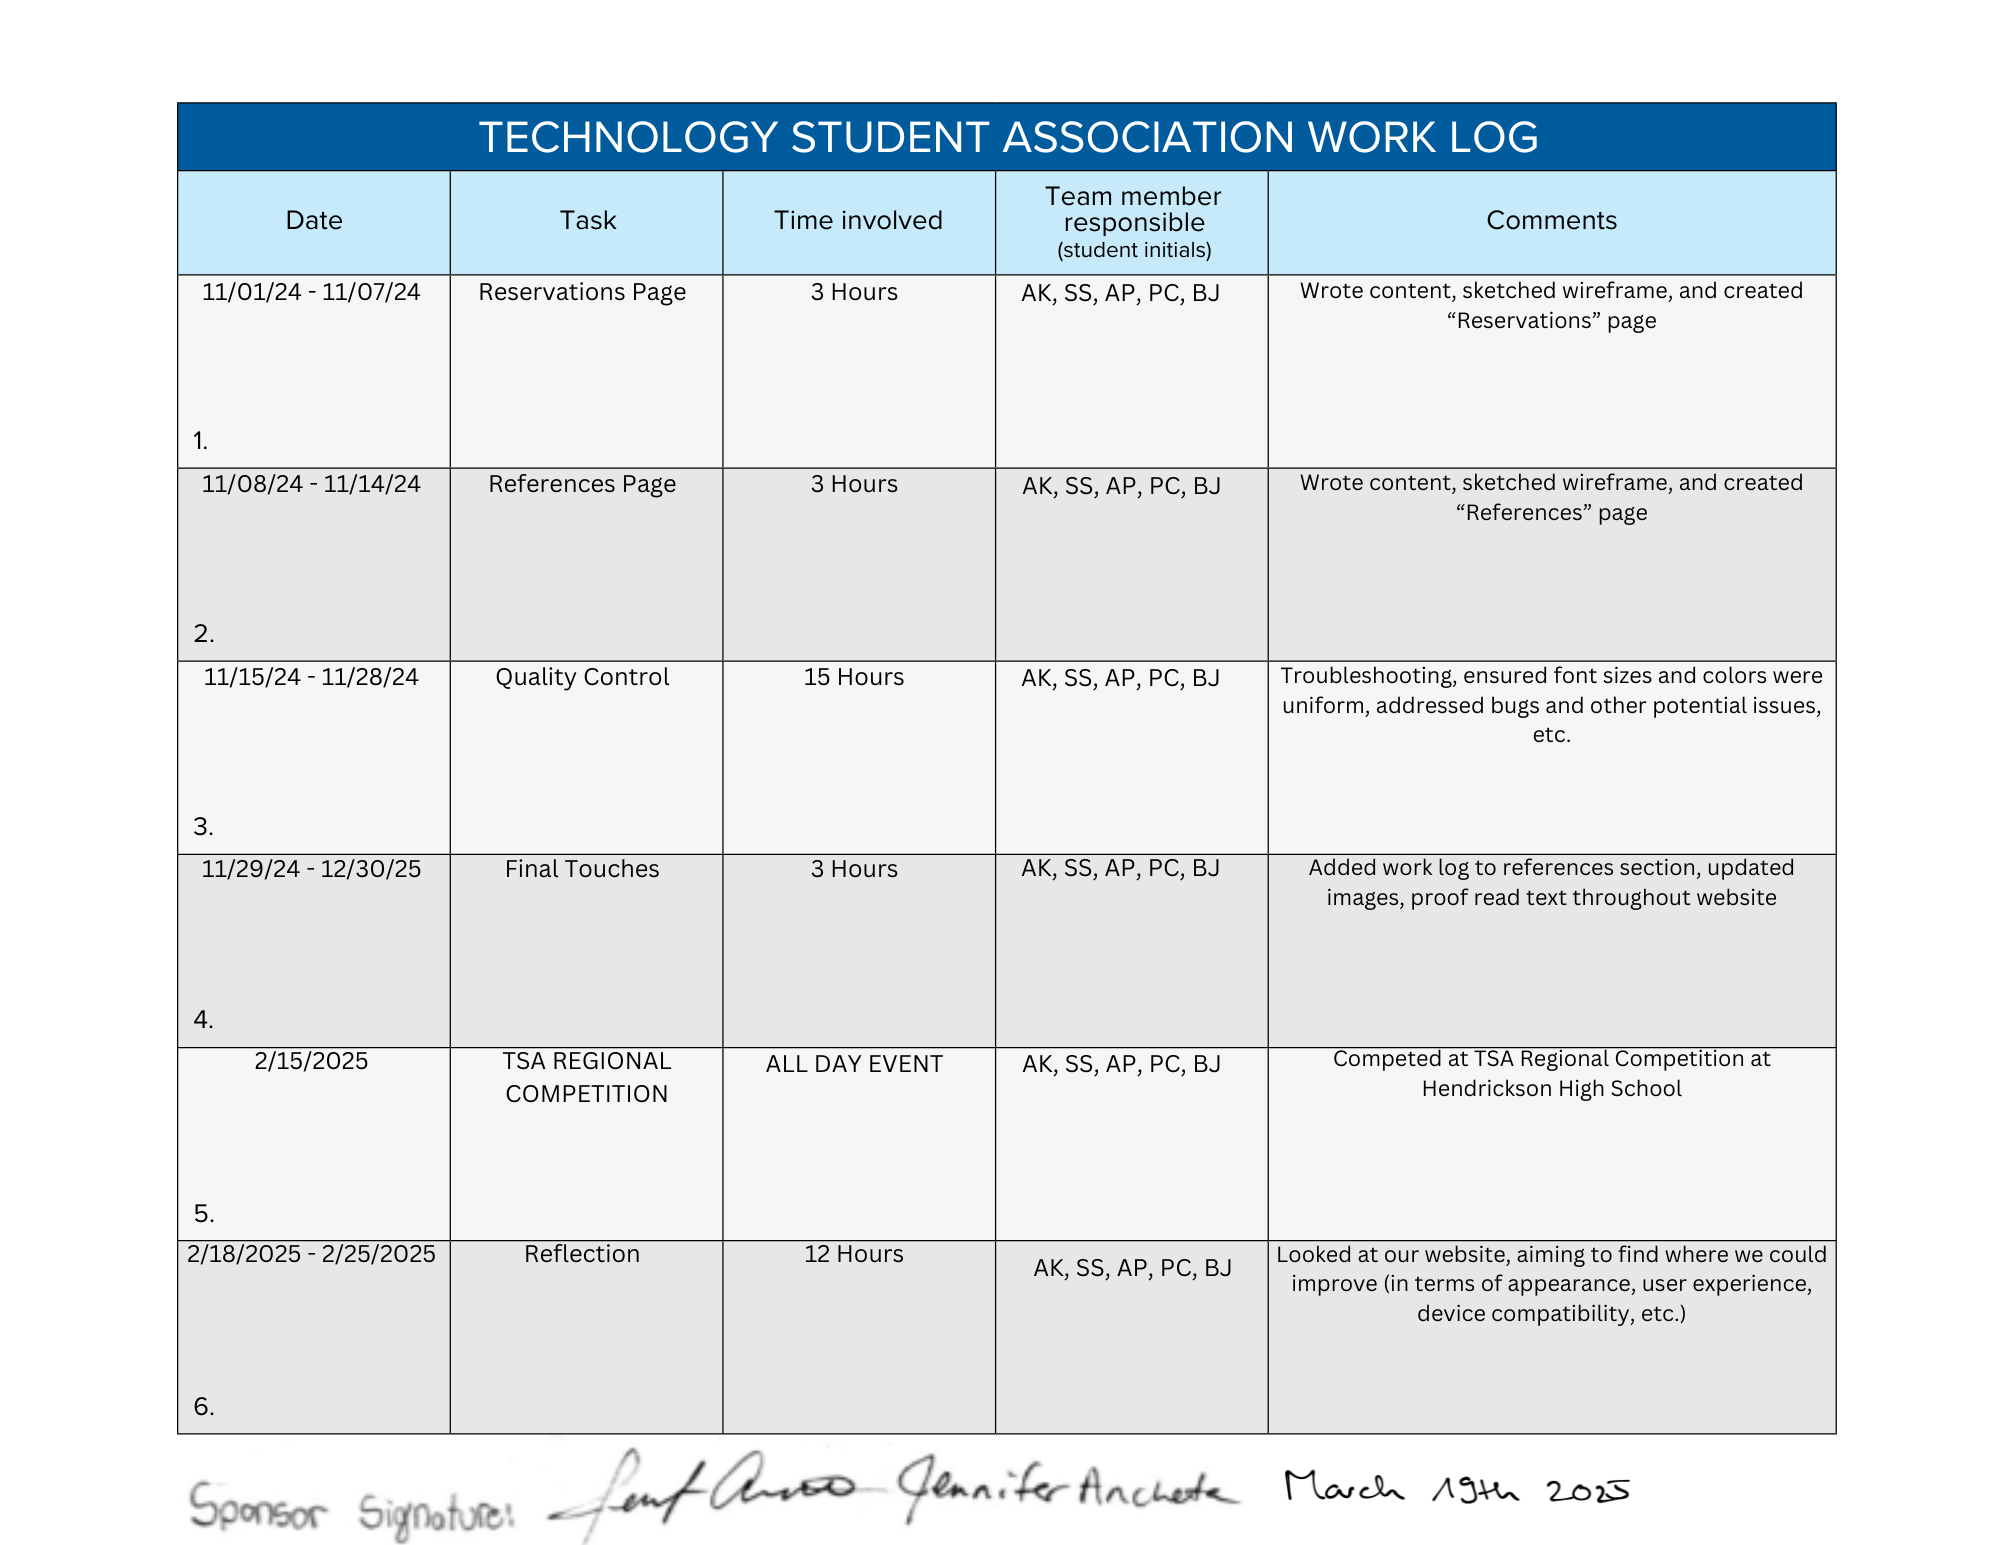 TECHNOLOGY STUDENT ASSOCIATION WORK LOG
Date
Task
Time involved
Team member
responsible
(student initials)
Comments
11/01/24 - 11/07/24
1.
Reservations Page
3 Hours
AK, SS, AP, PC, BJ
Wrote content, sketched wireframe, and created
“Reservations” page
11/08/24 - 11/14/24
2.
References Page
3 Hours
AK, SS, AP, PC, BJ
Wrote content, sketched wireframe, and created
“References” page
11/15/24 - 11/28/24
3.
Quality Control
15 Hours
AK, SS, AP, PC, BJ
Troubleshooting, ensured font sizes and colors were
uniform, addressed bugs and other potential issues,
etc.
11/29/24 - 12/30/25
4.
Final Touches
3 Hours
AK, SS, AP, PC, BJ
Added work log to references section, updated
images, proof read text throughout website
2/15/2025
5.
TSA REGIONAL
COMPETITION
ALL DAY EVENT
AK, SS, AP, PC, BJ
Competed at TSA Regional Competition at
Hendrickson High School
2/18/2025 - 2/25/2025
6.
Reflection
12 Hours
AK, SS, AP, PC, BJ
Looked at our website, aiming to find where we could
improve (in terms of appearance, user experience,
device compatibility, etc.)
Sponsor Signature: Jennifer Ancheta March 19th 2025